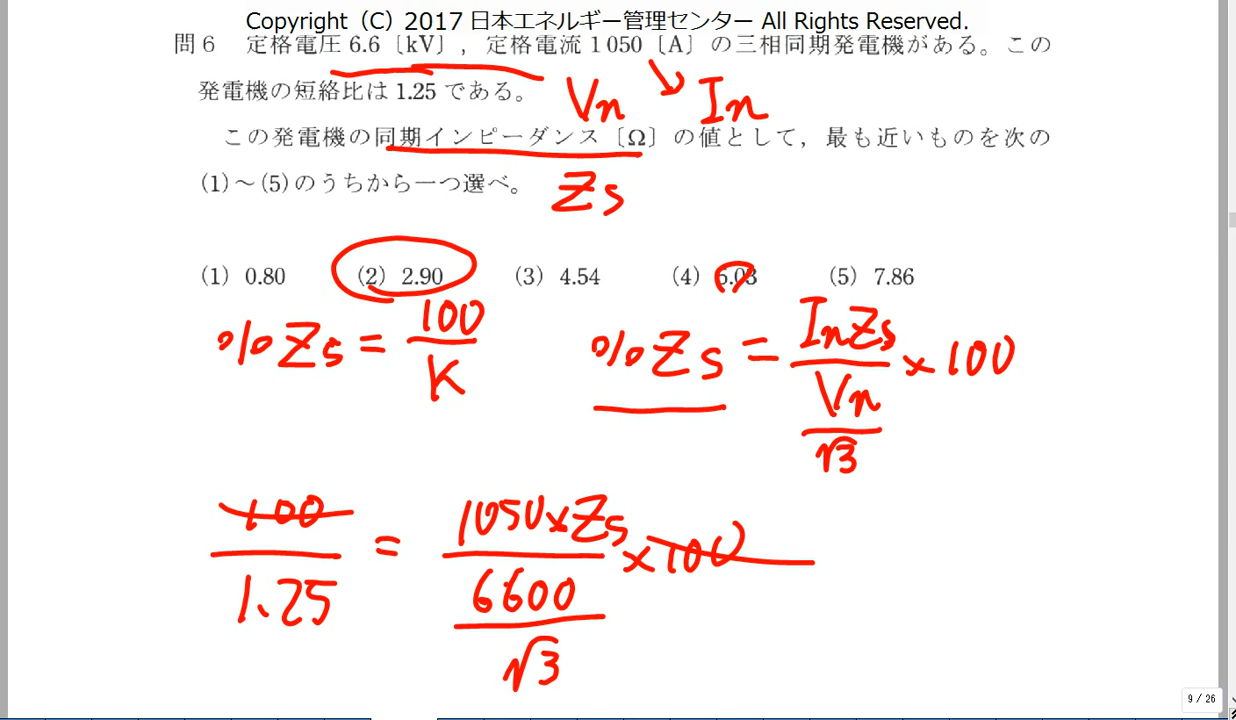 Copyright（C）2017 日本エネルギー管理センター All Rights Reserved.
問６　定格電圧 6.6〔kV〕，定格電流 1 050〔A〕の三相同期発電機がある。この
発電機の短絡比は 1.25 である。
Vn In
この発電機の同期インピーダンス〔Ω〕の値として，最も近いものを次の
(1)～(5)のうちから一つ選べ。
Zs
(1) 0.80　(2) 2.90　(3) 4.54　(4) 5.03　(5) 7.86
%Zs = 100/K　%Zs = InZs/(Vn/√3) × 100
100/1.25 = 1050×Zs/(6600/√3) ×100
9 / 26